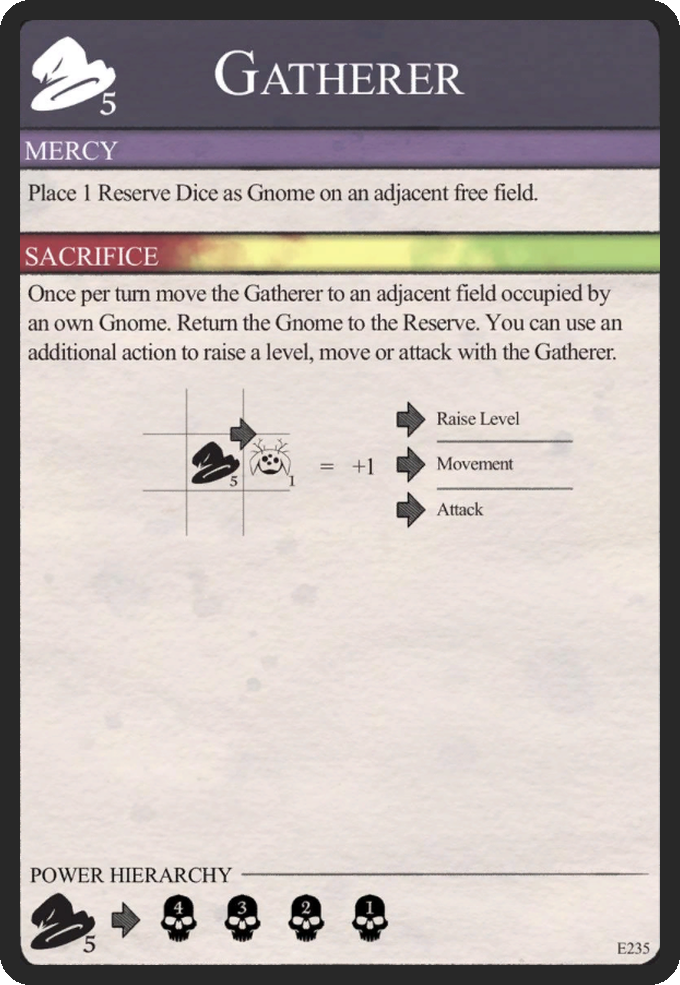 5
GATHERER
MERCY
Place 1 Reserve Dice as Gnome on an adjacent free field.
SACRIFICE
Once per turn move the Gatherer to an adjacent field occupied by
an own Gnome. Return the Gnome to the Reserve. You can use an
additional action to raise a level, move or attack with the Gatherer.
5 1 = +1
Raise Level
Movement
Attack
POWER HIERARCHY
5 4 3 2 1
E235